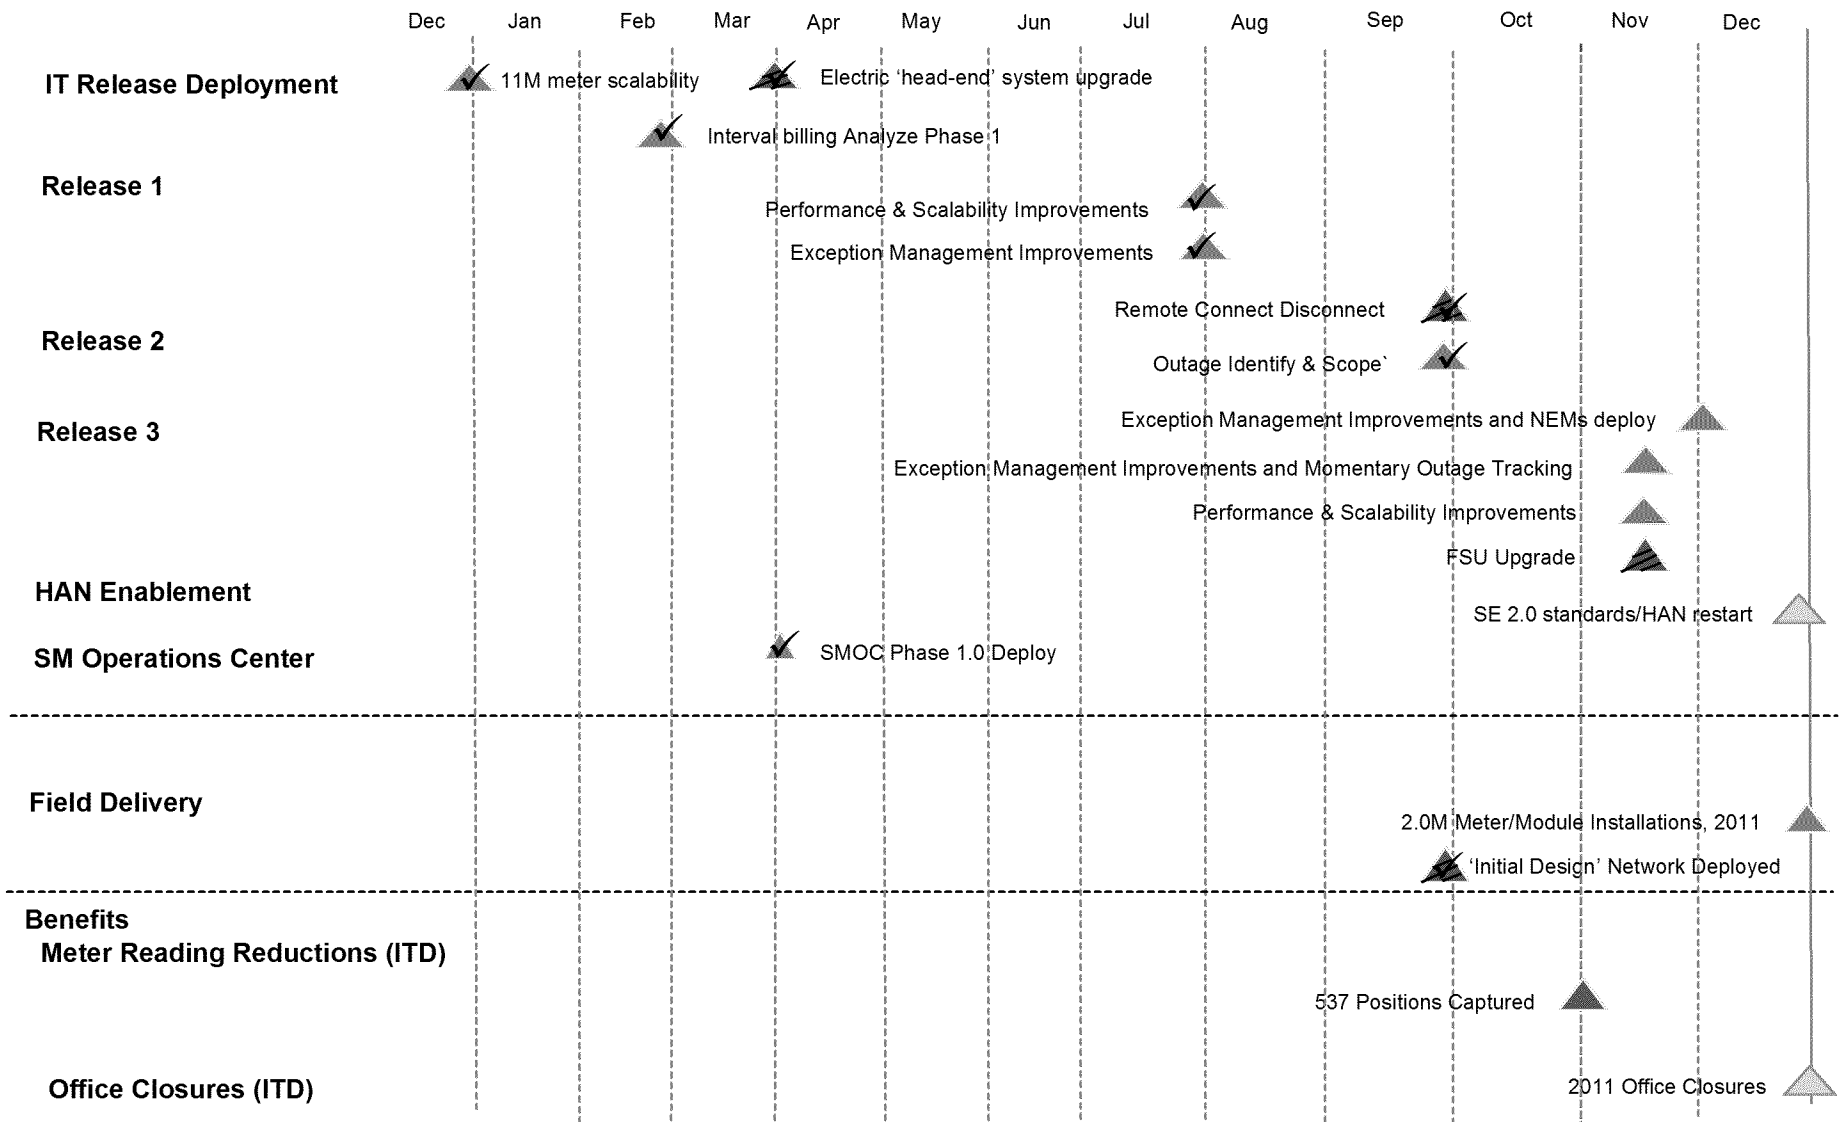 Dec Jan Feb Mar Apr May Jun Jul Aug Sep Oct Nov Dec
IT Release Deployment
11M meter scalability
Electric ‘head-end’ system upgrade
Interval billing Analyze Phase 1
Release 1
Performance & Scalability Improvements
Exception Management Improvements
Remote Connect Disconnect
Release 2
Outage Identify & Scope`
Exception Management Improvements and NEMs deploy
Release 3
Exception Management Improvements and Momentary Outage Tracking
Performance & Scalability Improvements
FSU Upgrade
HAN Enablement
SE 2.0 standards/HAN restart
SM Operations Center
SMOC Phase 1.0 Deploy
Field Delivery
2.0M Meter/Module Installations, 2011
‘Initial Design’ Network Deployed
Benefits
Meter Reading Reductions (ITD)
537 Positions Captured
Office Closures (ITD)
2011 Office Closures